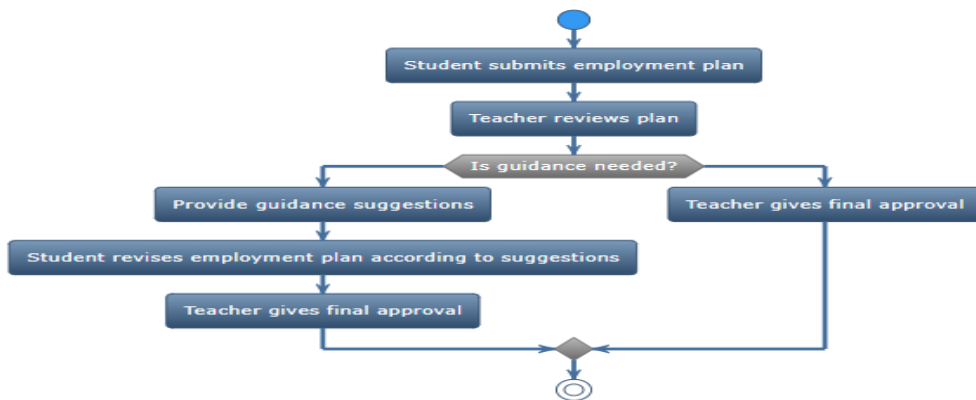 Student submits employment plan
Teacher reviews plan
Is guidance needed?
Provide guidance suggestions
Teacher gives final approval
Student revises employment plan according to suggestions
Teacher gives final approval